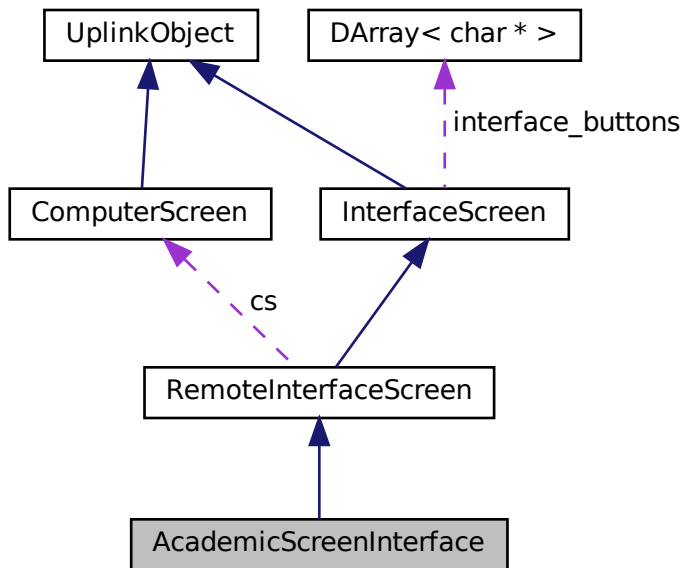 UplinkObject
DArray< char * >
interface_buttons
ComputerScreen
InterfaceScreen
cs
RemoteInterfaceScreen
AcademicScreenInterface